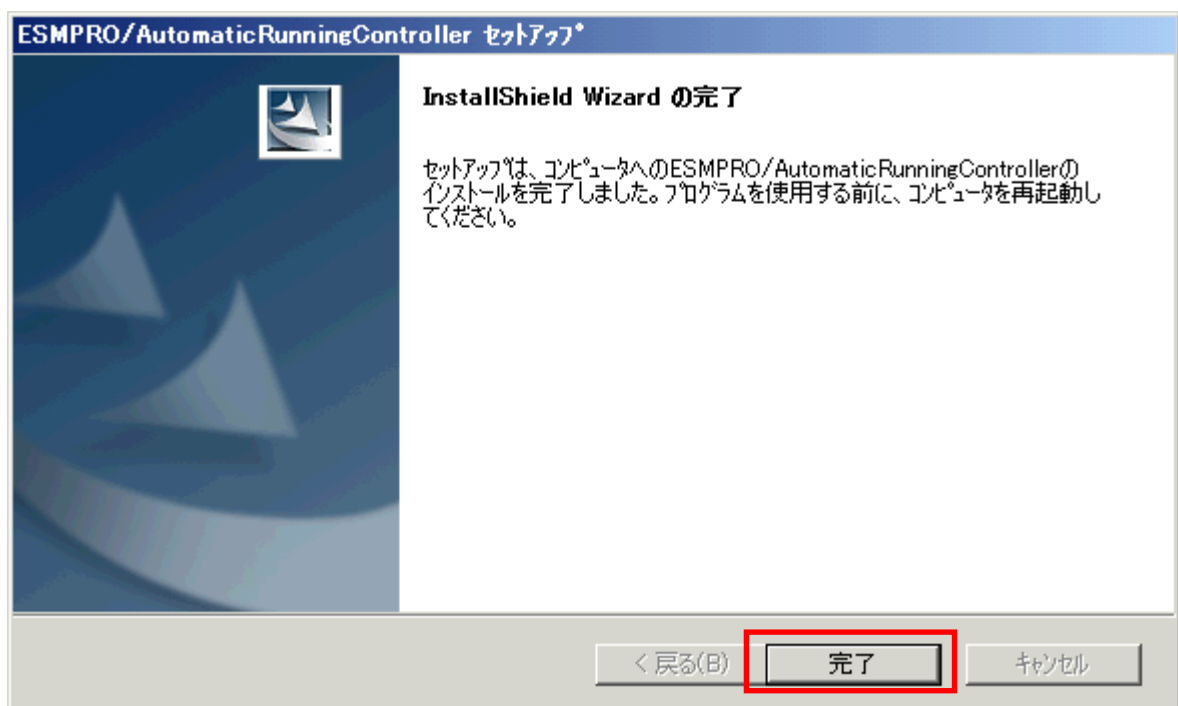 ESMPRO/AutomaticRunningController ｾｯﾄｱｯﾌﾟ
InstallShield Wizard の完了
ｾｯﾄｱｯﾌﾟは、ｺﾝﾋﾟｭｰﾀへのESMPRO/AutomaticRunningControllerの
ｲﾝｽﾄｰﾙを完了しました。ﾌﾟﾛｸﾞﾗﾑを使用する前に、ｺﾝﾋﾟｭｰﾀを再起動し
てください。
< 戻る(B)
完了
ｷｬﾝｾﾙ